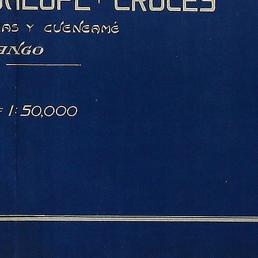 CRUCES
AS Y CUENCAMÉ
ANGO
1:50,000